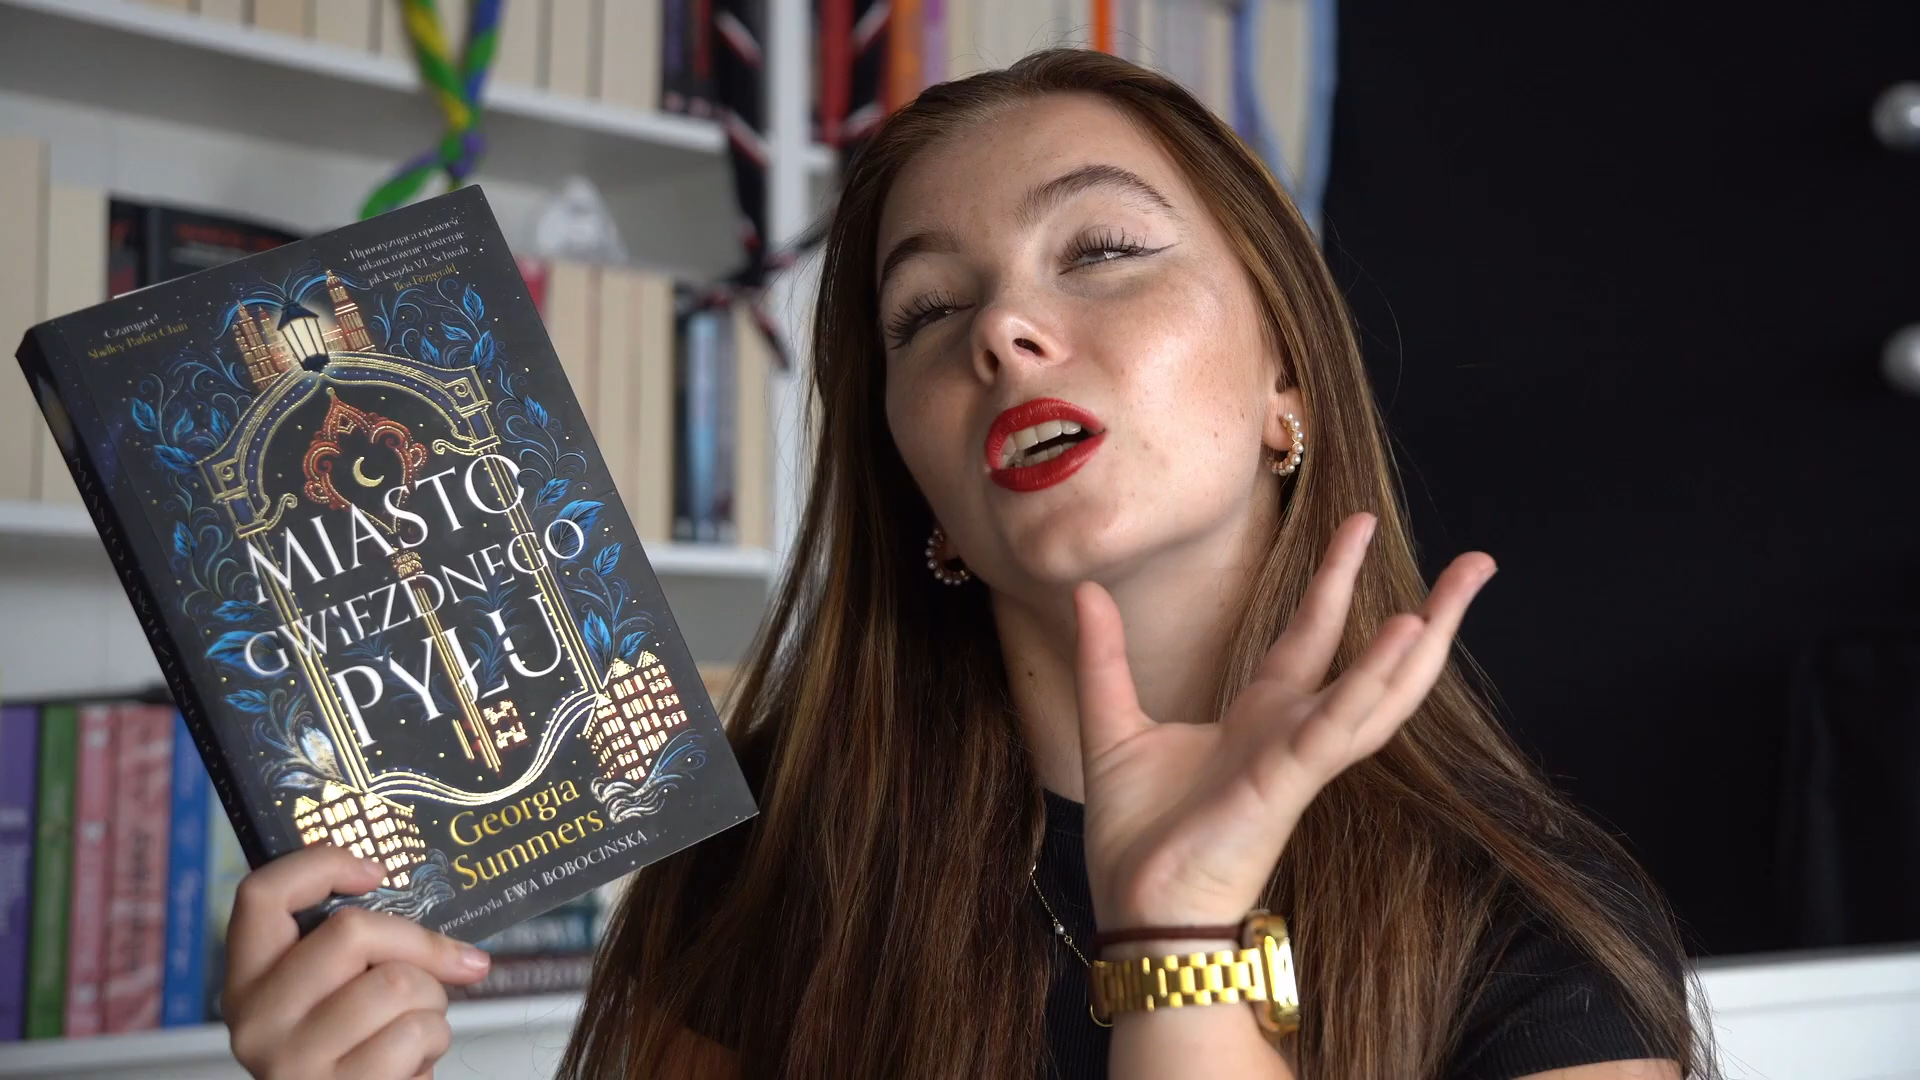 Hipnotyzująca opowieść
utkana równie misternie
jak książki V.E. Schwab
Bea Fitzgerald
Czarujące!
Shelley Parker-Chan
MIASTO
GWIEZDNEGO
PYŁU
Georgia
Summers
przełożyła EWA BOBOCIŃSKA